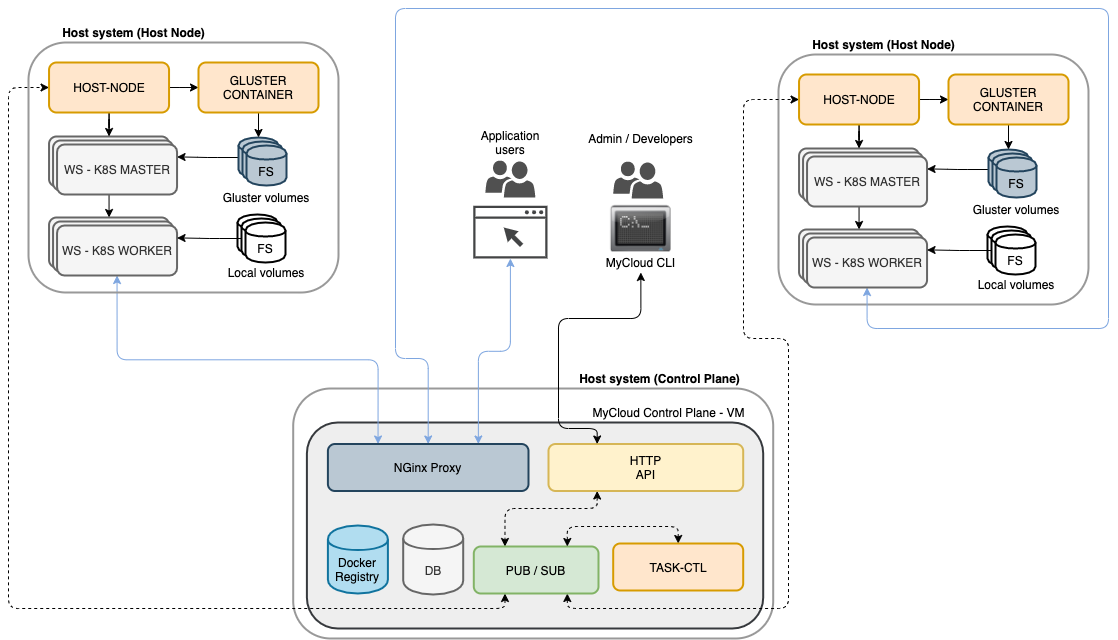 Host system (Host Node)
HOST-NODE
GLUSTER
CONTAINER
WS - K8S MASTER
FS
Gluster volumes
WS - K8S WORKER
FS
Local volumes
Application
users
Admin / Developers
C:\_
MyCloud CLI
Host system (Host Node)
HOST-NODE
GLUSTER
CONTAINER
WS - K8S MASTER
FS
Gluster volumes
WS - K8S WORKER
FS
Local volumes
Host system (Control Plane)
MyCloud Control Plane - VM
NGinx Proxy
HTTP
API
Docker
Registry
DB
PUB / SUB
TASK-CTL